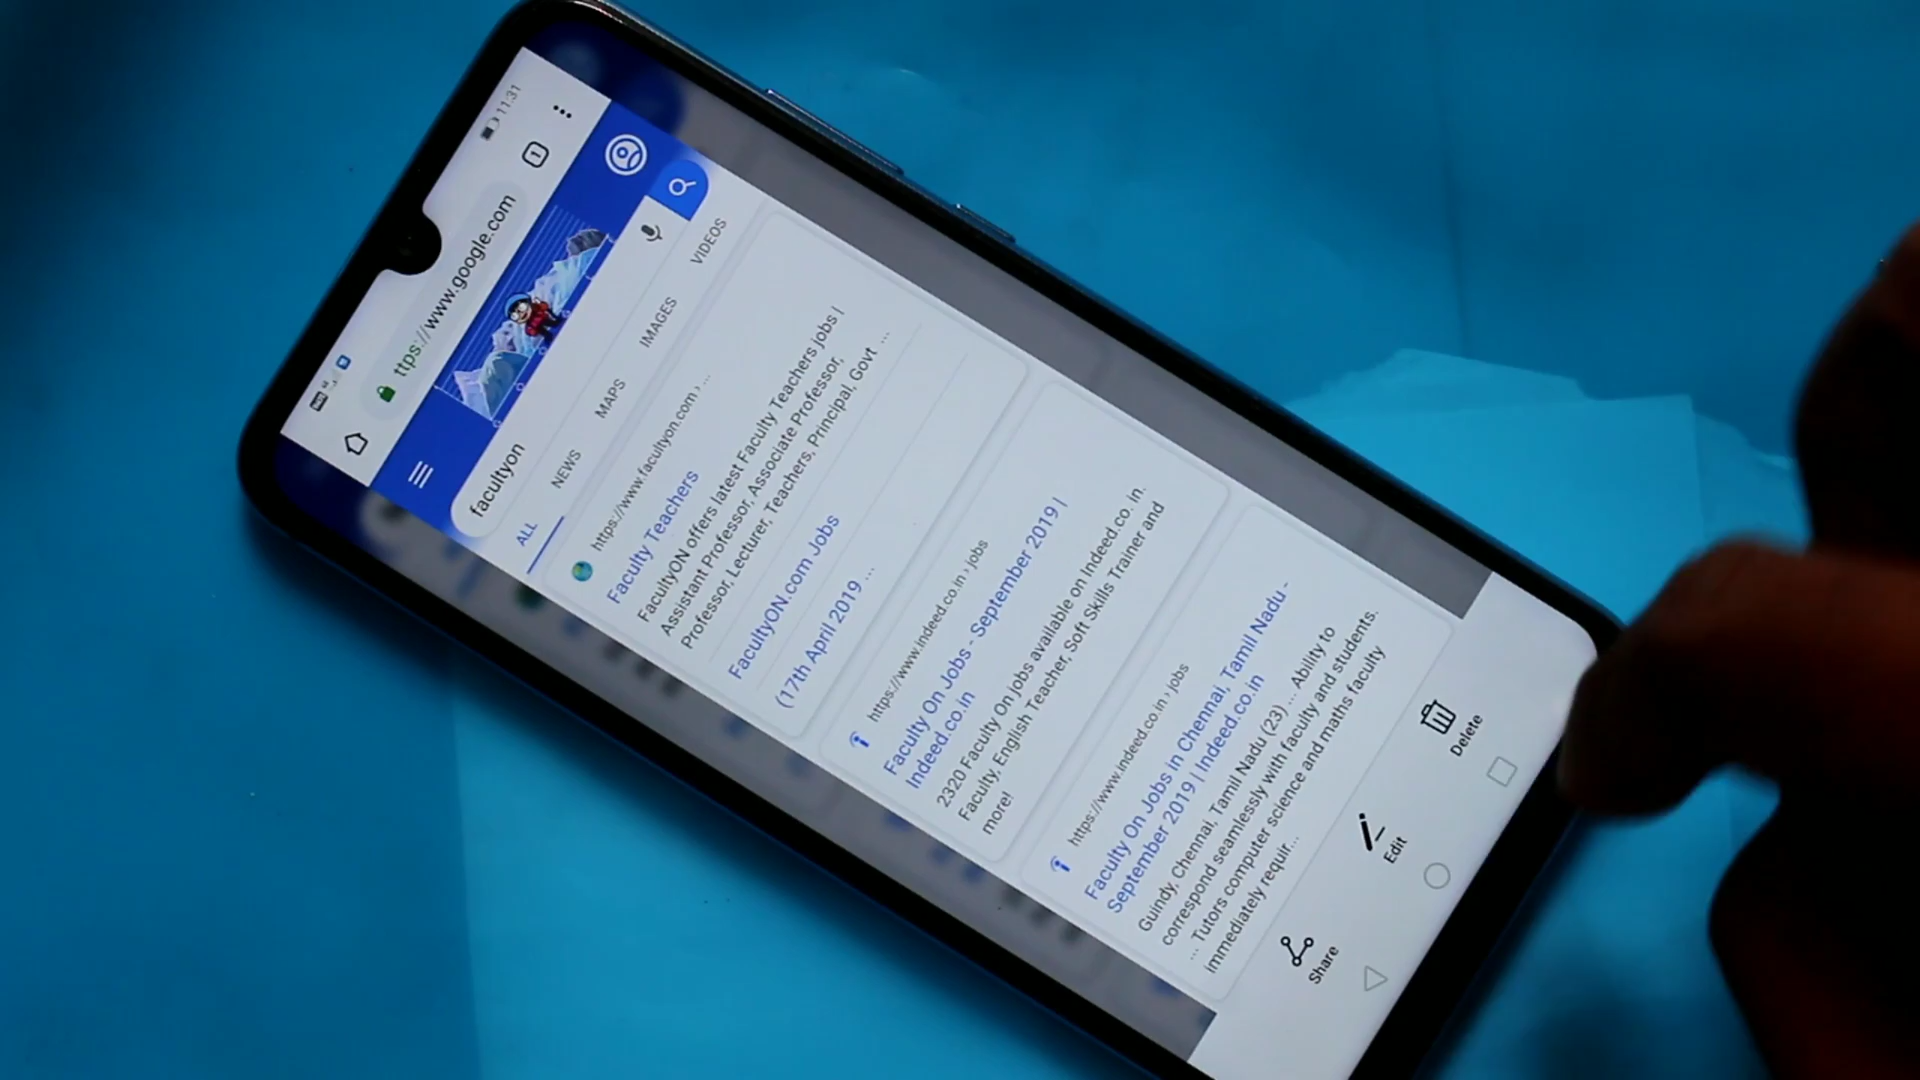 11:31
https://www.google.com
1
facultyon
ALL
NEWS
MAPS
IMAGES
VIDEOS
https://www.facultyon.com › ...
Faculty Teachers
FacultyON offers latest Faculty Teachers jobs |
Assistant Professor, Associate Professor,
Professor, Lecturer, Teachers, Principal, Govt ...
FacultyON.com Jobs
(17th April 2019 ...
https://www.indeed.co.in › jobs
Faculty On Jobs - September 2019 |
Indeed.co.in
2320 Faculty On jobs available on Indeed.co. in.
Faculty, English Teacher, Soft Skills Trainer and
more!
https://www.indeed.co.in › jobs
Faculty On Jobs in Chennai, Tamil Nadu -
September 2019 | Indeed.co.in
Guindy, Chennai, Tamil Nadu (23) ... Ability to
correspond seamlessly with faculty and students.
... Tutors computer science and maths faculty
immediately requir...
Share
Edit
Delete